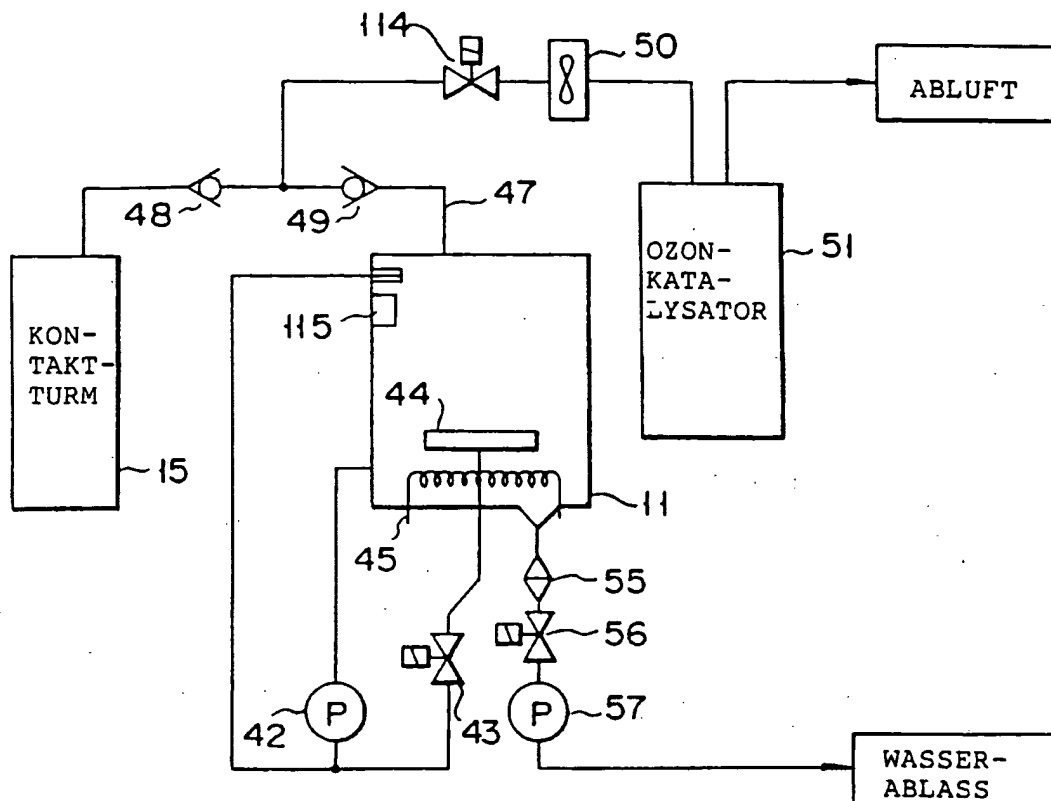 114
50
ABLUFT
48
49
47
51
OZON-
KATA-
LYSATOR
115
KON-
TAKT-
TURM
44
15
11
45
55
56
42
P
43
P
57
WASSER-
ABLASS